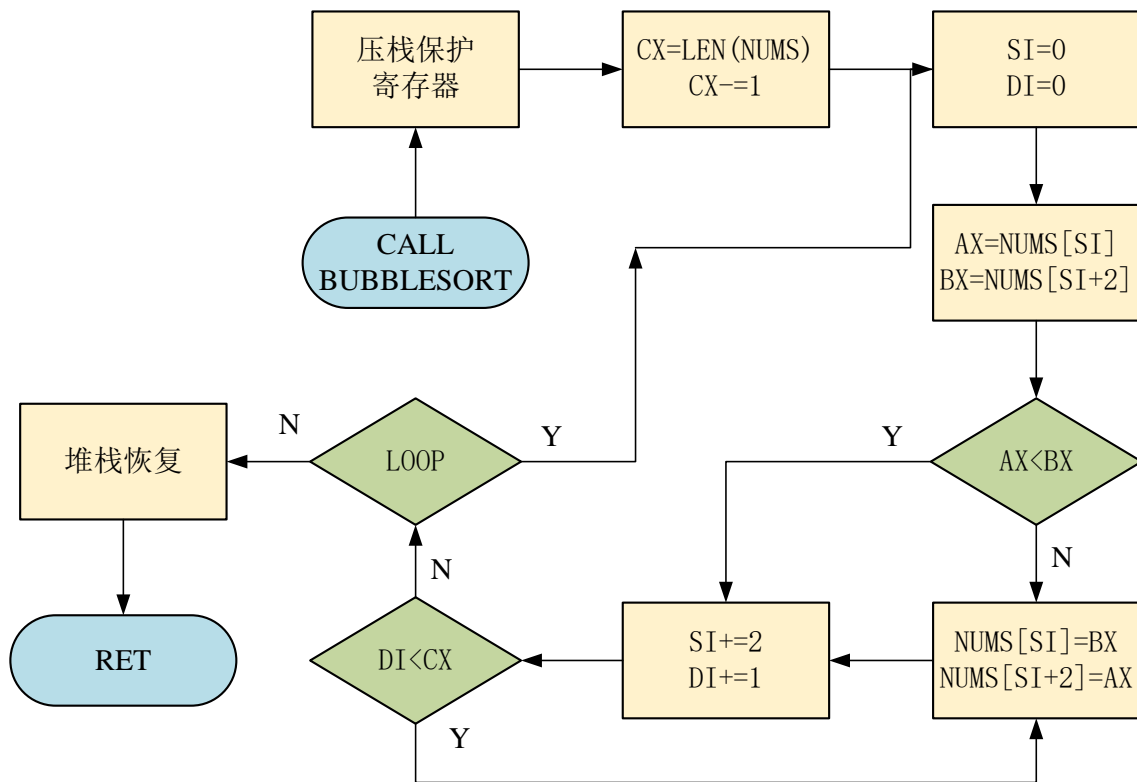 压栈保护
寄存器
CX=LEN(NUMS)
CX-=1
SI=0
DI=0
CALL
BUBBLESORT
AX=NUMS[SI]
BX=NUMS[SI+2]
堆栈恢复
N
LOOP
Y
Y
AX<BX
N
N
RET
DI<CX
SI+=2
DI+=1
NUMS[SI]=BX
NUMS[SI+2]=AX
Y